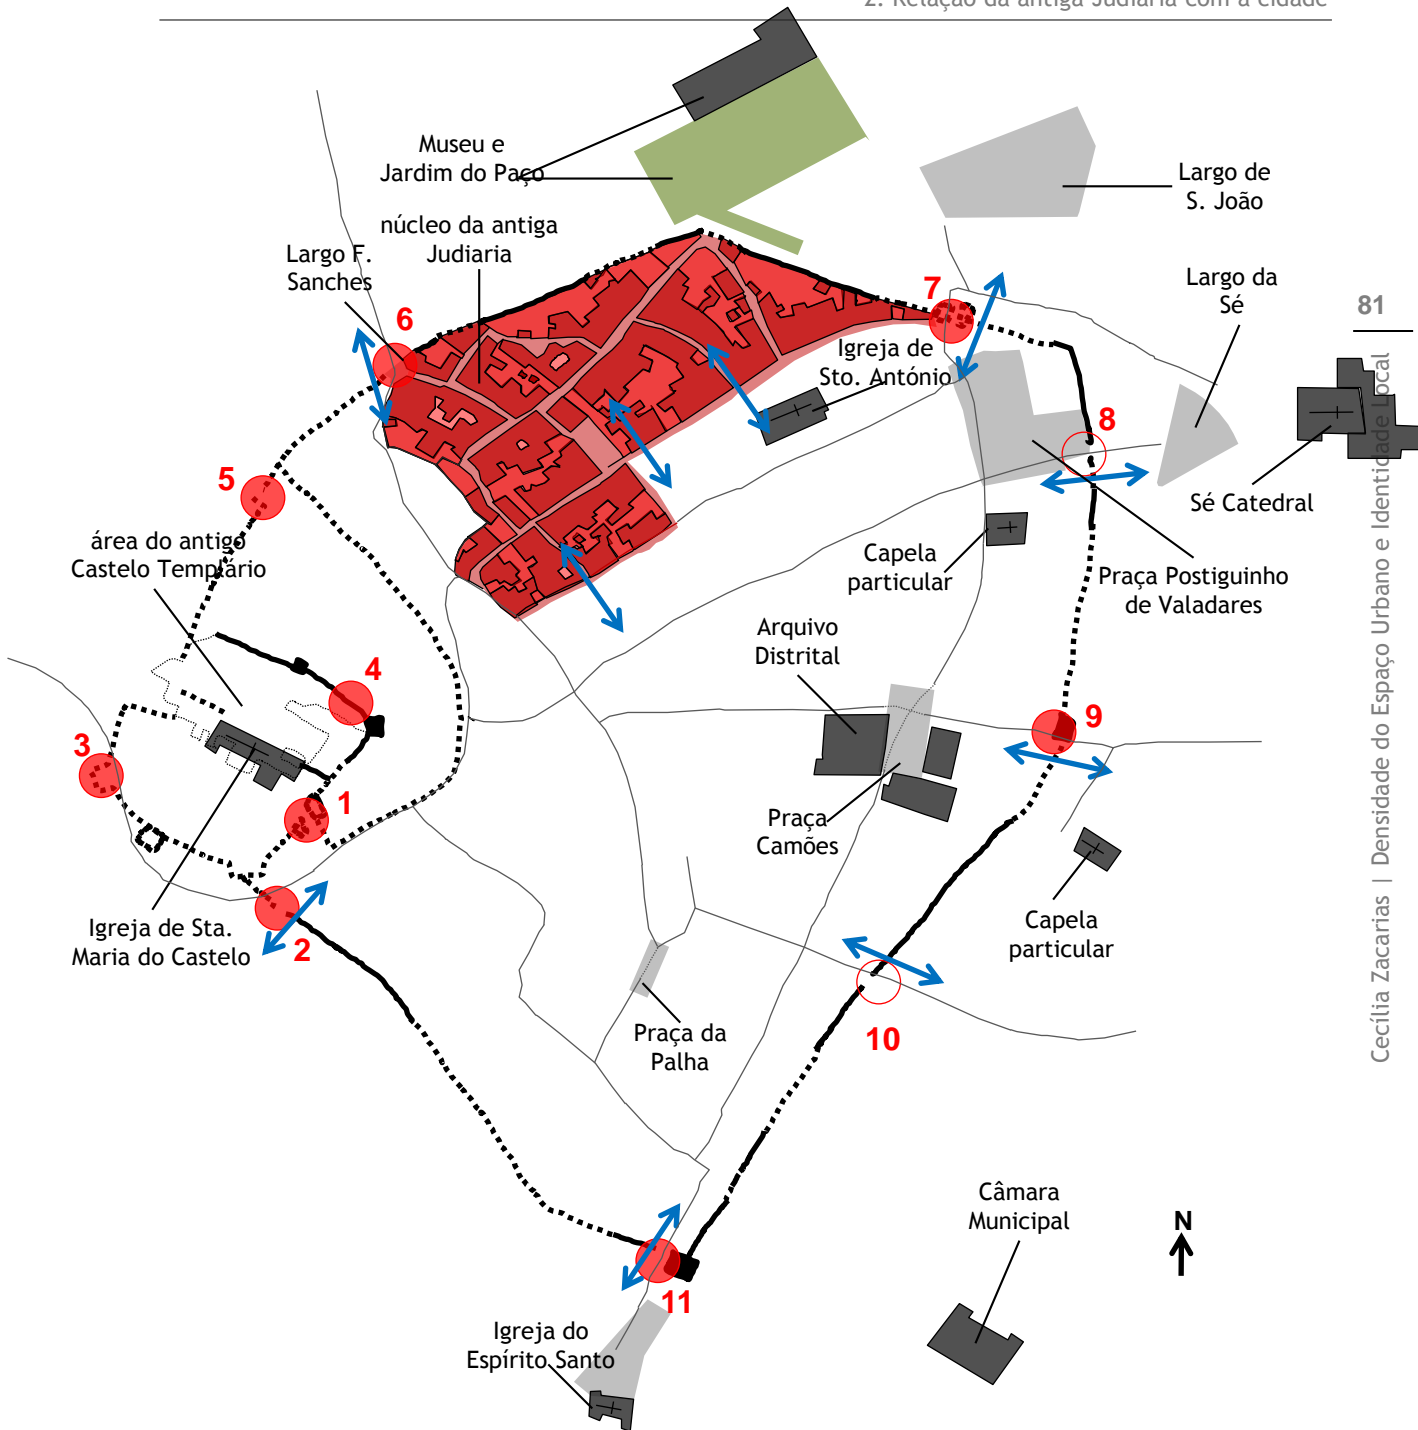 2. Relação da antiga Judiaria com a cidade
Museu e
Jardim do Paço
Largo de
S. João
núcleo da antiga
Judiaria
Largo F.
Sanches
Largo da
Sé
81
7
6
Igreja de
Sto. António
8
5
Sé Catedral
área do antigo
Castelo Templário
Capela
particular
Praça Postiguinho
de Valadares
Arquivo
Distrital
4
9
3
1
Praça
Camões
Igreja de Sta.
Maria do Castelo
2
Capela
particular
Praça da
Palha
10
Câmara
Municipal
N
11
Igreja do
Espírito Santo
Cecília Zacarias | Densidade do Espaço Urbano e Identidade Local